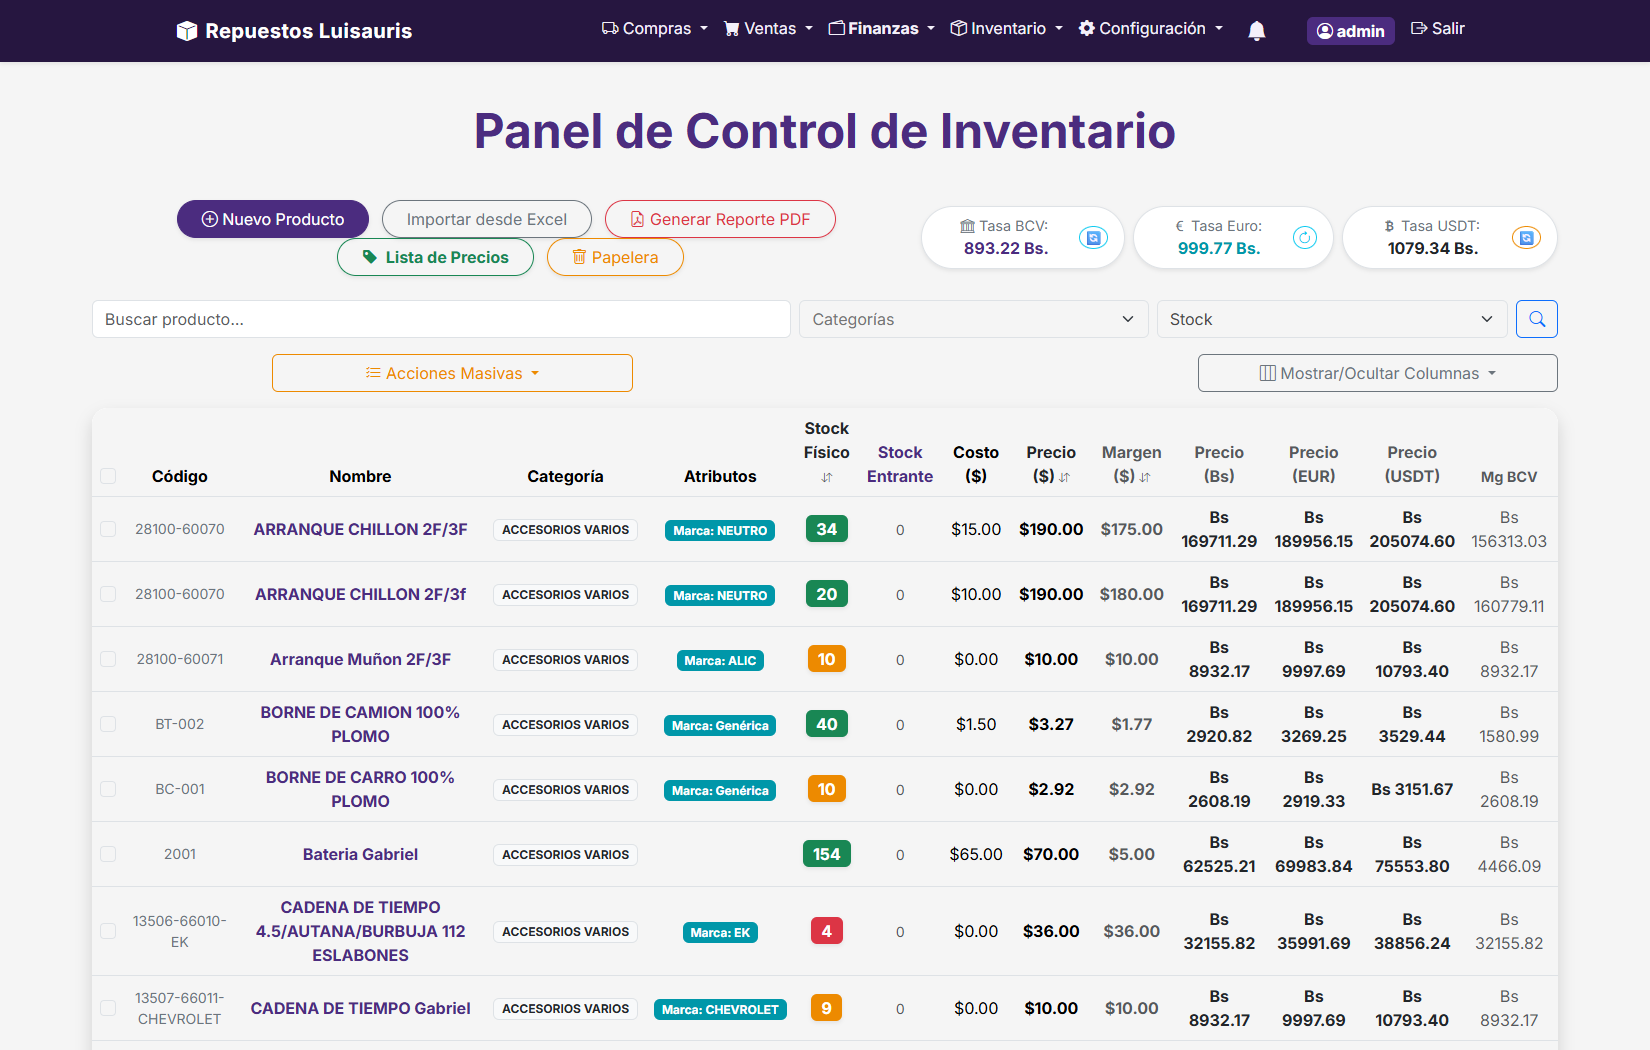 Repuestos Luisauris
Compras
Ventas
Finanzas
Inventario
Configuración
admin
Salir
Panel de Control de Inventario
Nuevo Producto
Importar desde Excel
Generar Reporte PDF
Lista de Precios
Papelera
Tasa BCV:
893.22 Bs.
€ Tasa Euro:
999.77 Bs.
Tasa USDT:
1079.34 Bs.
Buscar producto...
Categorías
Stock
Acciones Masivas
Mostrar/Ocultar Columnas
Código
Nombre
Categoría
Atributos
Stock
Físico
Stock
Entrante
Costo
($)
Precio
($)
Margen
($)
Precio
(Bs)
Precio
(EUR)
Precio
(USDT)
Mg BCV
28100-60070
ARRANQUE CHILLON 2F/3F
ACCESORIOS VARIOS
Marca: NEUTRO
34
0
$15.00
$190.00
$175.00
Bs
169711.29
Bs
189956.15
Bs
205074.60
Bs
156313.03
28100-60070
ARRANQUE CHILLON 2F/3f
ACCESORIOS VARIOS
Marca: NEUTRO
20
0
$10.00
$190.00
$180.00
Bs
169711.29
Bs
189956.15
Bs
205074.60
Bs
160779.11
28100-60071
Arranque Muñon 2F/3F
ACCESORIOS VARIOS
Marca: ALIC
10
0
$0.00
$10.00
$10.00
Bs
8932.17
Bs
9997.69
Bs
10793.40
Bs
8932.17
BT-002
BORNE DE CAMION 100%
PLOMO
ACCESORIOS VARIOS
Marca: Genérica
40
0
$1.50
$3.27
$1.77
Bs
2920.82
Bs
3269.25
Bs
3529.44
Bs
1580.99
BC-001
BORNE DE CARRO 100%
PLOMO
ACCESORIOS VARIOS
Marca: Genérica
10
0
$0.00
$2.92
$2.92
Bs
2608.19
Bs
2919.33
Bs 3151.67
Bs
2608.19
2001
Bateria Gabriel
ACCESORIOS VARIOS
154
0
$65.00
$70.00
$5.00
Bs
62525.21
Bs
69983.84
Bs
75553.80
Bs
4466.09
13506-66010-
EK
CADENA DE TIEMPO
4.5/AUTANA/BURBUJA 112
ESLABONES
ACCESORIOS VARIOS
Marca: EK
4
0
$0.00
$36.00
$36.00
Bs
32155.82
Bs
35991.69
Bs
38856.24
Bs
32155.82
13507-66011-
CHEVROLET
CADENA DE TIEMPO Gabriel
ACCESORIOS VARIOS
Marca: CHEVROLET
9
0
$0.00
$10.00
$10.00
Bs
8932.17
Bs
9997.69
Bs
10793.40
Bs
8932.17